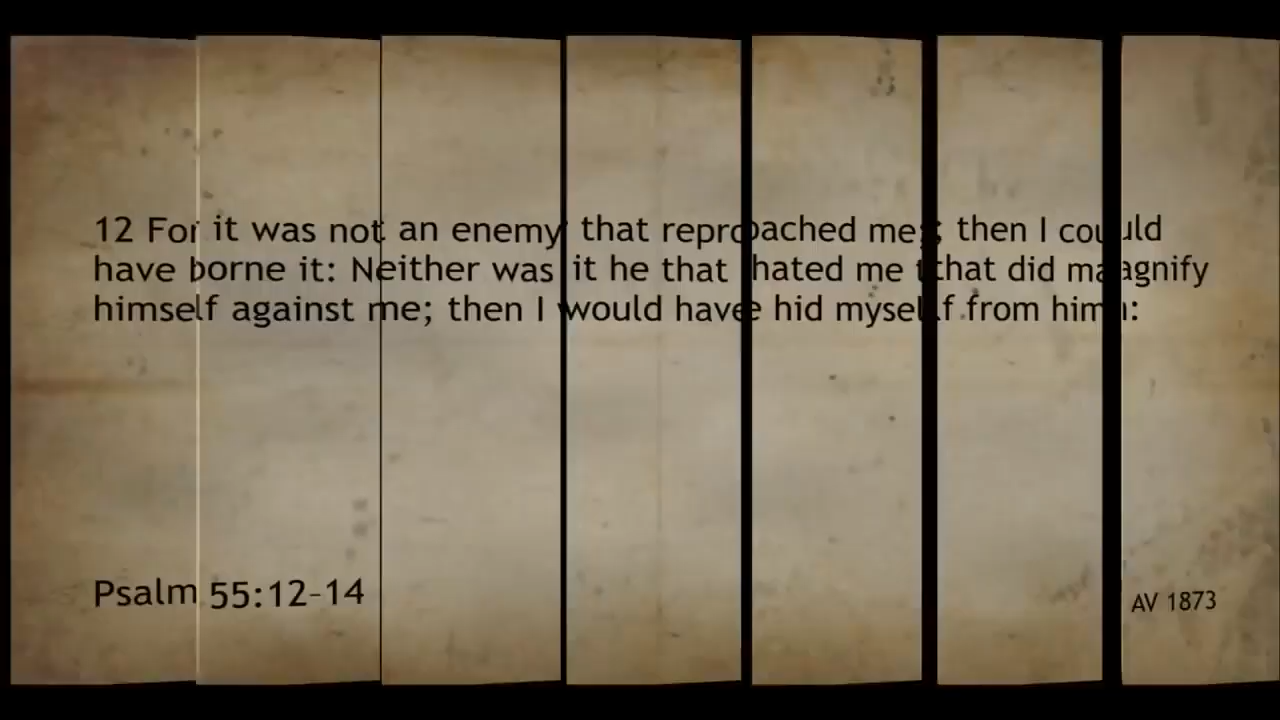 12 For it was not an enemy that reproached me; then I could
have borne it: Neither was it he that hated me that did magnify
himself against me; then I would have hid myself from him:
Psalm 55:12-14
AV 1873